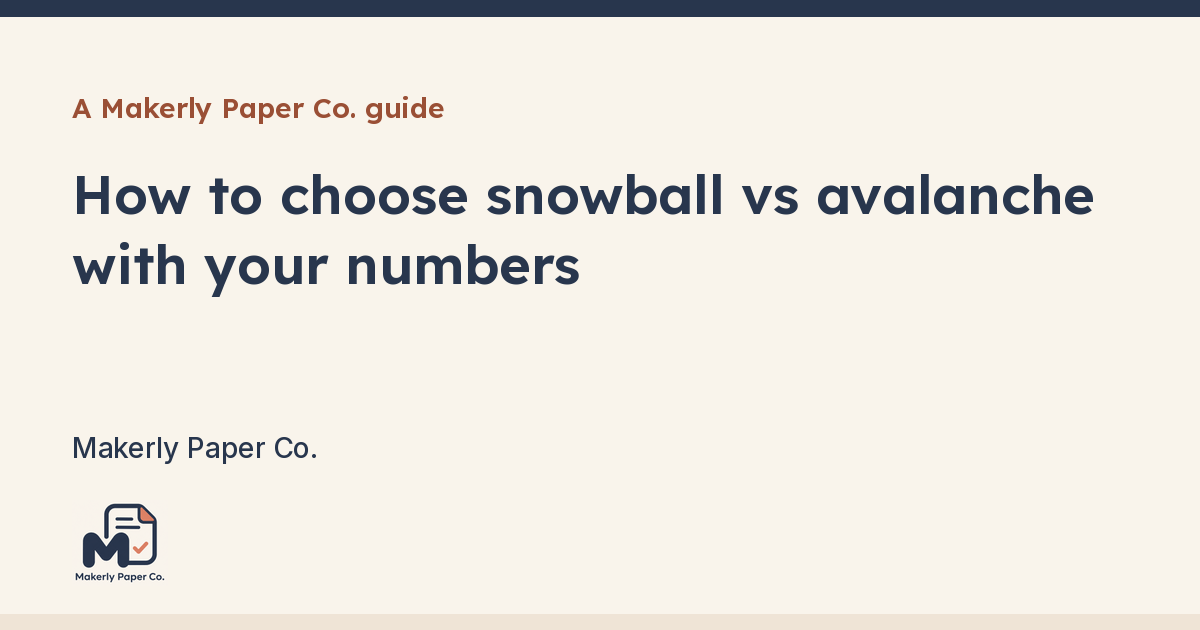 A Makerly Paper Co. guide
How to choose snowball vs avalanche
with your numbers
Makerly Paper Co.
M
Makerly Paper Co.